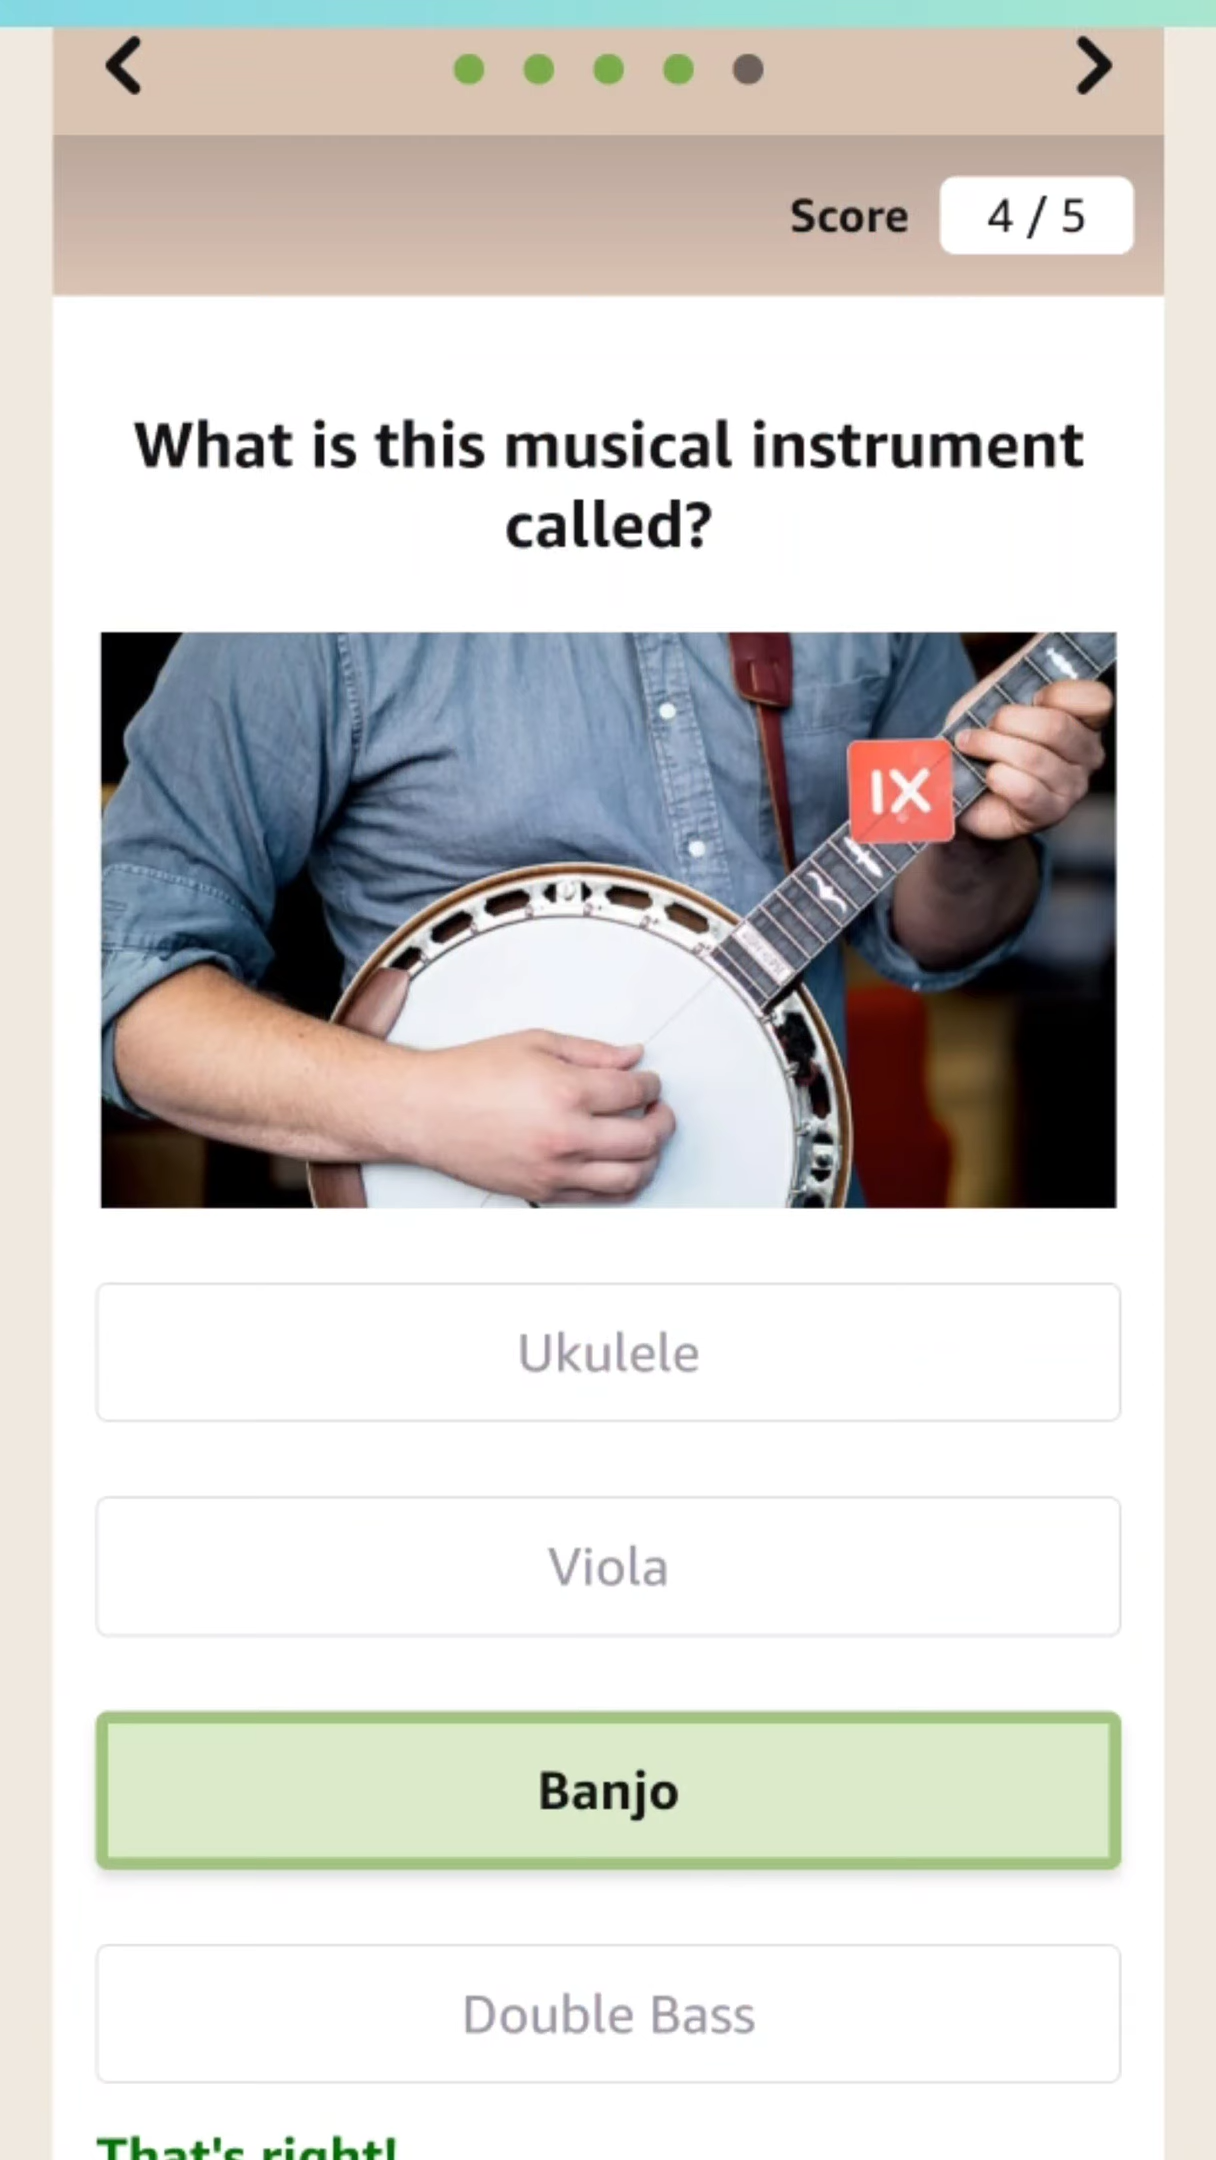 Score 4 / 5
What is this musical instrument
called?
IX
Ukulele
Viola
Banjo
Double Bass
That's right!